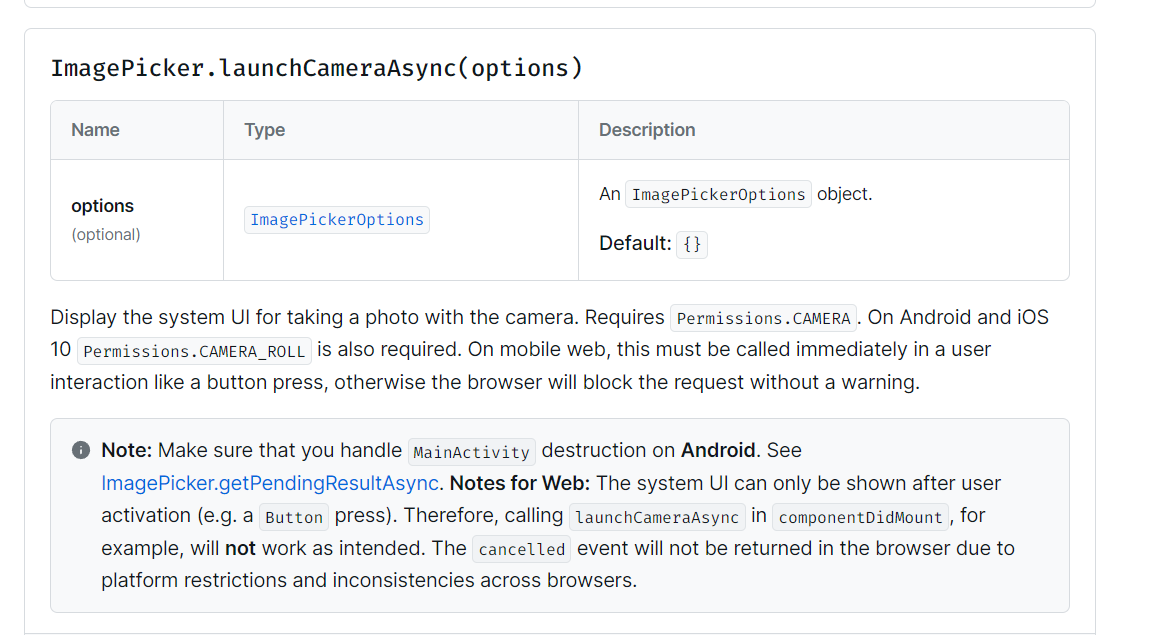 ImagePicker.launchCameraAsync(options)
Name Type Description
options
(optional)
ImagePickerOptions
An ImagePickerOptions object.
Default: {}
Display the system UI for taking a photo with the camera. Requires Permissions.CAMERA. On Android and iOS
10 Permissions.CAMERA_ROLL is also required. On mobile web, this must be called immediately in a user
interaction like a button press, otherwise the browser will block the request without a warning.
Note: Make sure that you handle MainActivity destruction on Android. See
ImagePicker.getPendingResultAsync. Notes for Web: The system UI can only be shown after user
activation (e.g. a Button press). Therefore, calling launchCameraAsync in componentDidMount, for
example, will not work as intended. The cancelled event will not be returned in the browser due to
platform restrictions and inconsistencies across browsers.